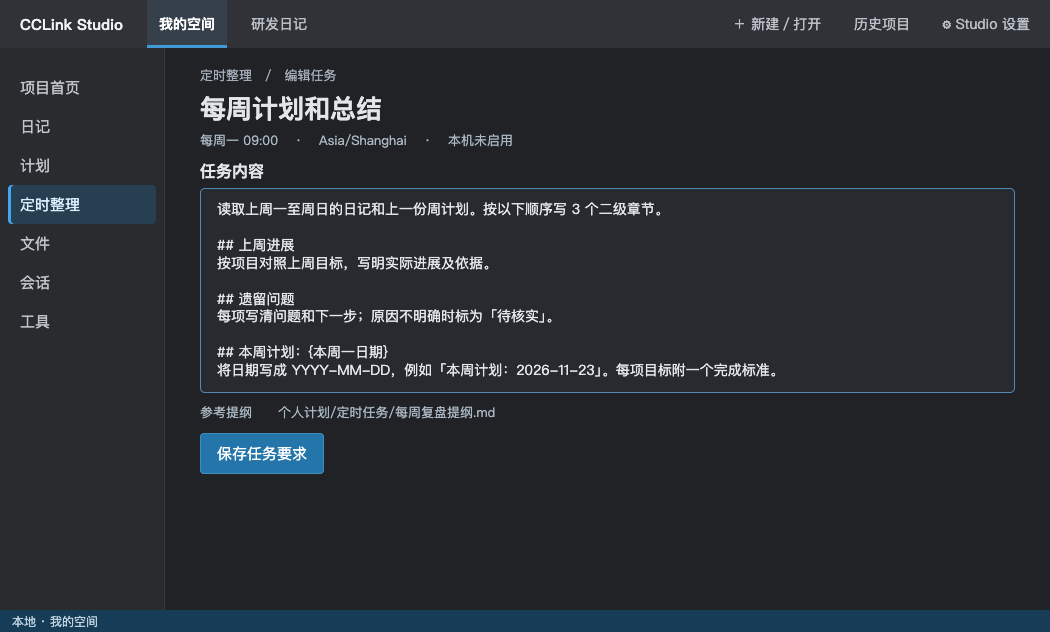 CCLink Studio 我的空间 研发日记 + 新建 / 打开 历史项目 ⚙ Studio 设置
项目首页
日记
计划
定时整理
文件
会话
工具
定时整理 / 编辑任务
每周计划和总结
每周一 09:00 · Asia/Shanghai · 本机未启用
任务内容
读取上周一至周日的日记和上一份周计划。按以下顺序写 3 个二级章节。
## 上周进展
按项目对照上周目标，写明实际进展及依据。
## 遗留问题
每项写清问题和下一步；原因不明确时标为「待核实」。
## 本周计划：{本周一日期}
将日期写成 YYYY-MM-DD，例如「本周计划：2026-11-23」。每项目标附一个完成标准。
参考提纲 个人计划/定时任务/每周复盘提纲.md
保存任务要求
本地 · 我的空间